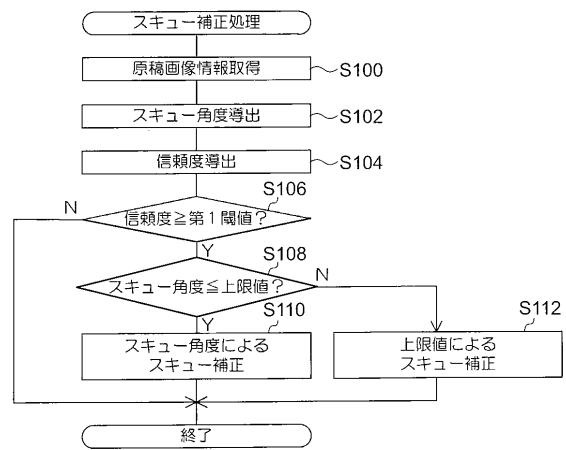 スキュー補正処理
原稿画像情報取得
S100
スキュー角度導出
S102
信頼度導出
S104
S106
N
信頼度≧第1閾値?
Y
S108
スキュー角度≦上限値?
N
Y
S110
スキュー角度による
スキュー補正
S112
上限値による
スキュー補正
終了